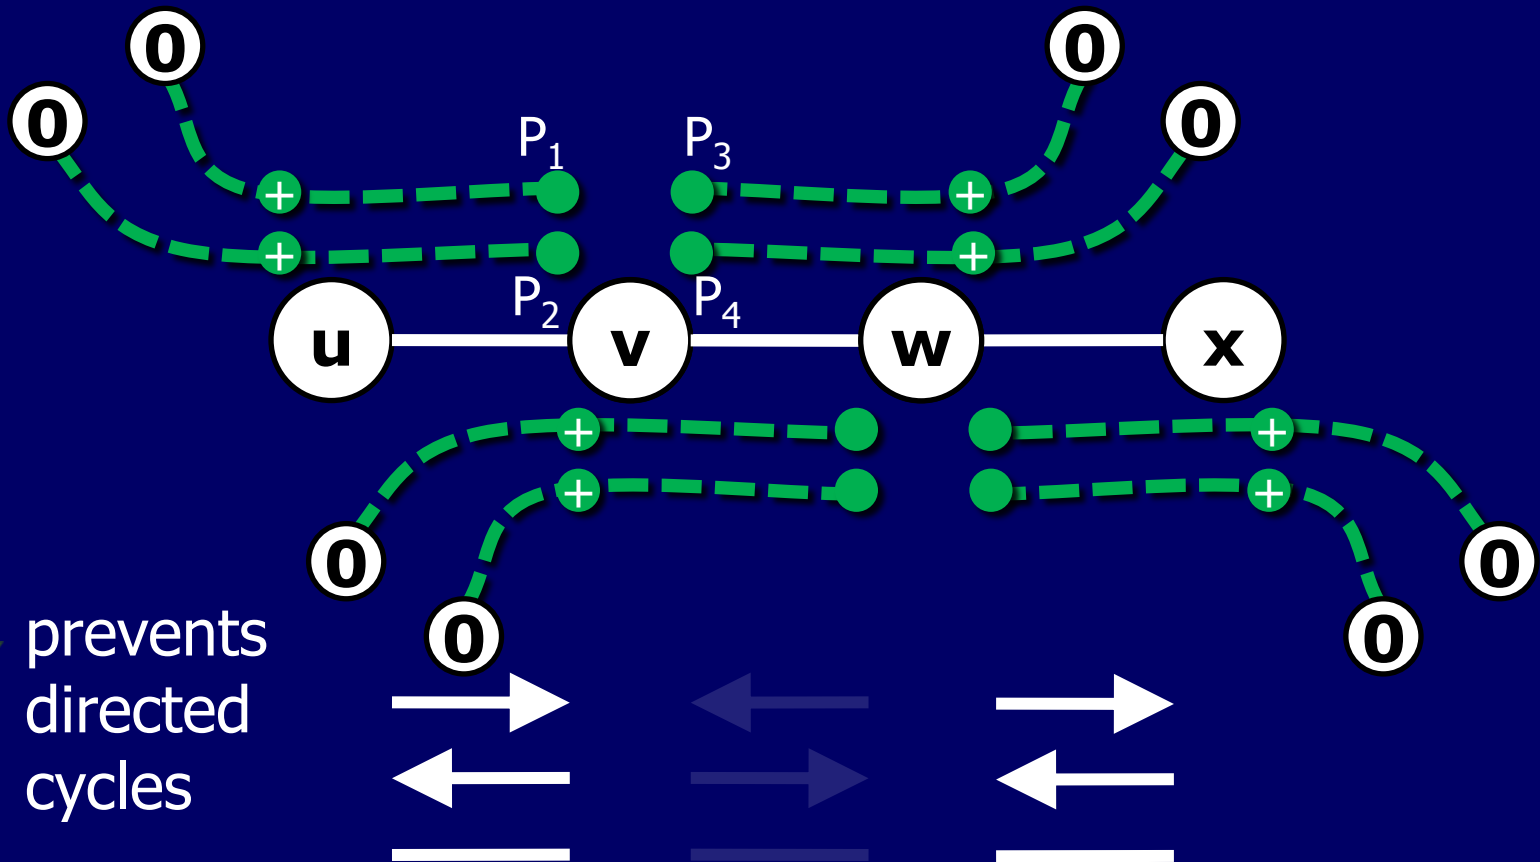 0 0
0 0
P1 P3
+ +
+ +
P2 P4
u v w x
+ +
+ +
0 0
0 0
prevents
directed
cycles